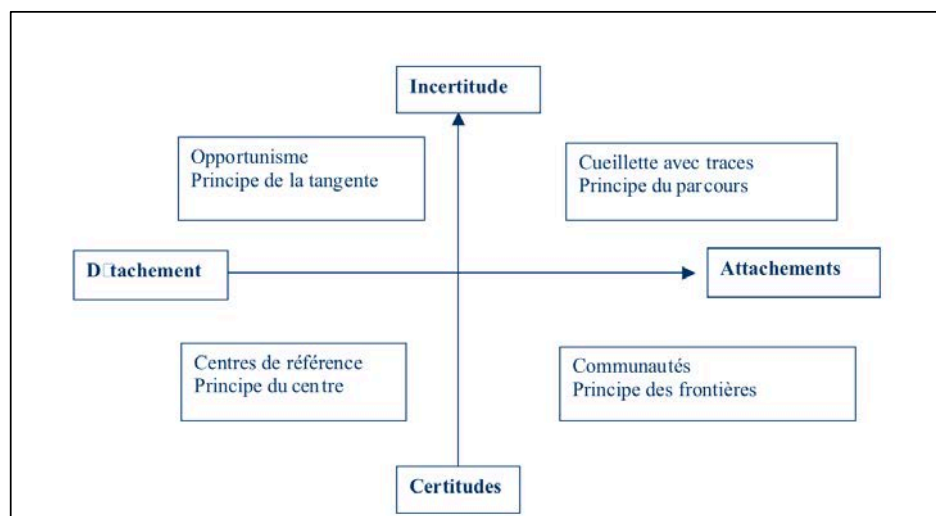 Incertitude
Opportunisme
Principe de la tangente
Cueillette avec traces
Principe du parcours
D□tachement
Attachements
Centres de référence
Principe du centre
Communautés
Principe des frontières
Certitudes